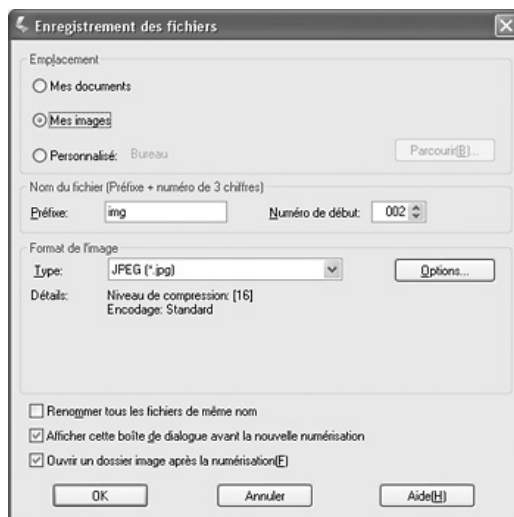 Enregistrement des fichiers
Emplacement
Mes documents
Mes images
Personnalisé: Bureau Parcourir(B)...
Nom du fichier (Préfixe + numéro de 3 chiffres)
Préfixe: img Numéro de début: 002
Format de l'image
Type: JPEG (*.jpg) Options...
Détails: Niveau de compression: [16]
Encodage: Standard
Renommer tous les fichiers de même nom
Afficher cette boîte de dialogue avant la nouvelle numérisation
Ouvrir un dossier image après la numérisation(F)
OK Annuler Aide(H)